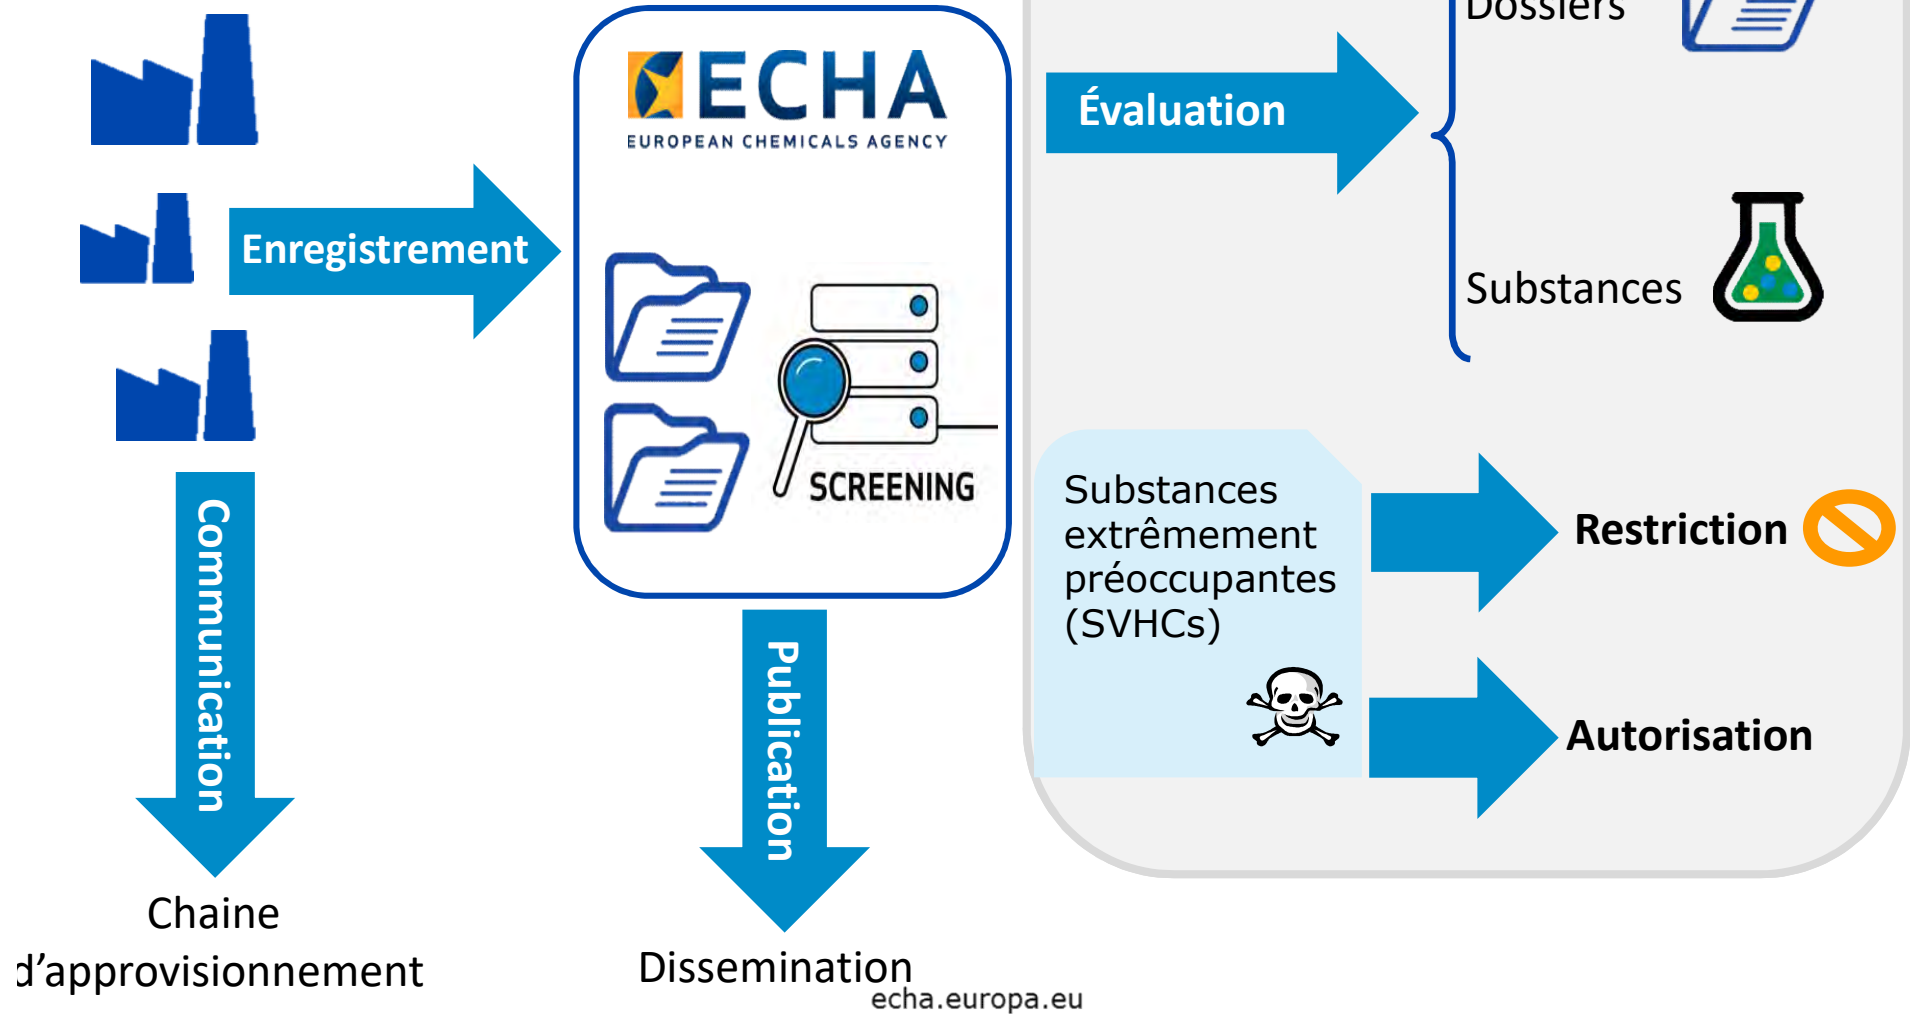 Dossiers
ECHA
EUROPEAN CHEMICALS AGENCY
Évaluation
Enregistrement
Substances
SCREENING
Substances
extrêmement
préoccupantes
(SVHCs)
Restriction
Communication
Publication
Autorisation
Chaine
d'approvisionnement
Dissemination
echa.europa.eu